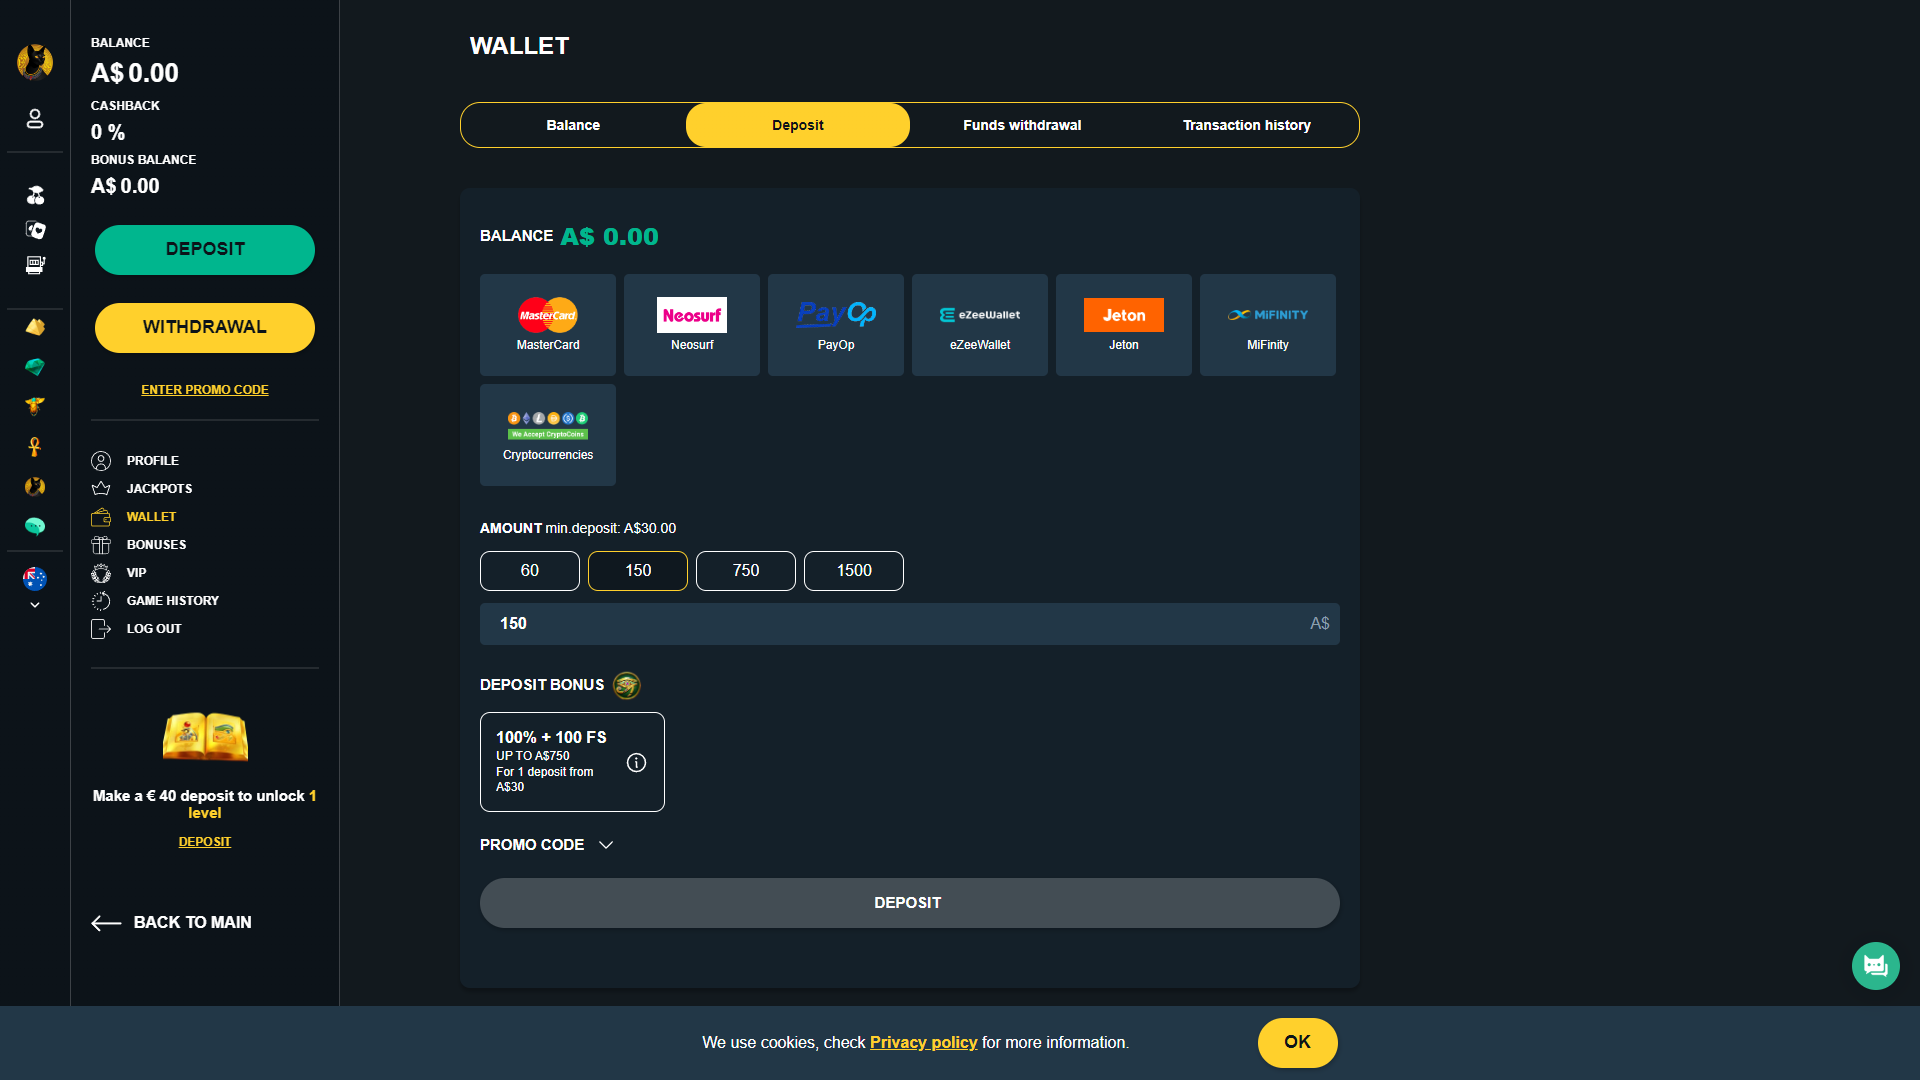 BALANCE
A$ 0.00
CASHBACK
0 %
BONUS BALANCE
A$ 0.00
DEPOSIT
WITHDRAWAL
ENTER PROMO CODE
PROFILE
JACKPOTS
WALLET
BONUSES
VIP
GAME HISTORY
LOG OUT
Make a € 40 deposit to unlock 1
level
DEPOSIT
BACK TO MAIN
WALLET
Balance
Deposit
Funds withdrawal
Transaction history
BALANCE A$ 0.00
MasterCard
MasterCard
Neosurf
Neosurf
PayOp
PayOp
eZeeWallet
eZeeWallet
Jeton
Jeton
MiFINITY
MiFinity
We Accept CryptoCoins
Cryptocurrencies
AMOUNT min.deposit: A$30.00
60
150
750
1500
150
A$
DEPOSIT BONUS
100% + 100 FS
UP TO A$750
For 1 deposit from
A$30
PROMO CODE
DEPOSIT
We use cookies, check Privacy policy for more information.
OK